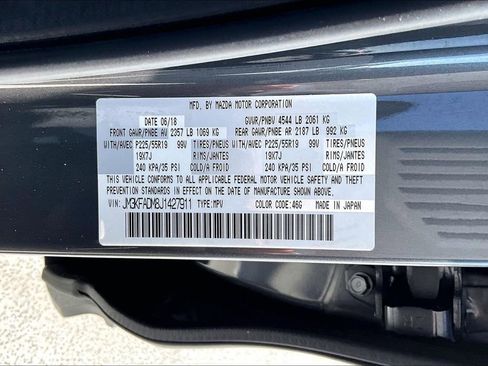 MFD. BY MAZDA MOTOR CORPORATION
DATE 06/18 GVWR/PNBV 4544 LB 2061 KG
FRONT GAWR/PNBE AV 2357 LB 1069 KG REAR GAWR/PNBE AR 2187 LB 992 KG
WITH/AVEC P225/55R19 99V TIRES/PNEUS WITH/AVEC P225/55R19 99V TIRES/PNEUS
19X7J RIMS/JANTES 19X7J RIMS/JANTES
240 KPA/35 PSI COLD/A FROID 240 KPA/35 PSI COLD/A FROID
THIS VEHICLE CONFORMS TO ALL APPLICABLE FEDERAL MOTOR VEHICLE SAFETY AND
THEFT PREVENTION STANDARDS IN EFFECT ON THE DATE OF MANUFACTURE SHOWN ABOVE.
VIN: JM3KFADM8J1427911 TYPE: MPV COLOR: 46G MADE IN JAPAN